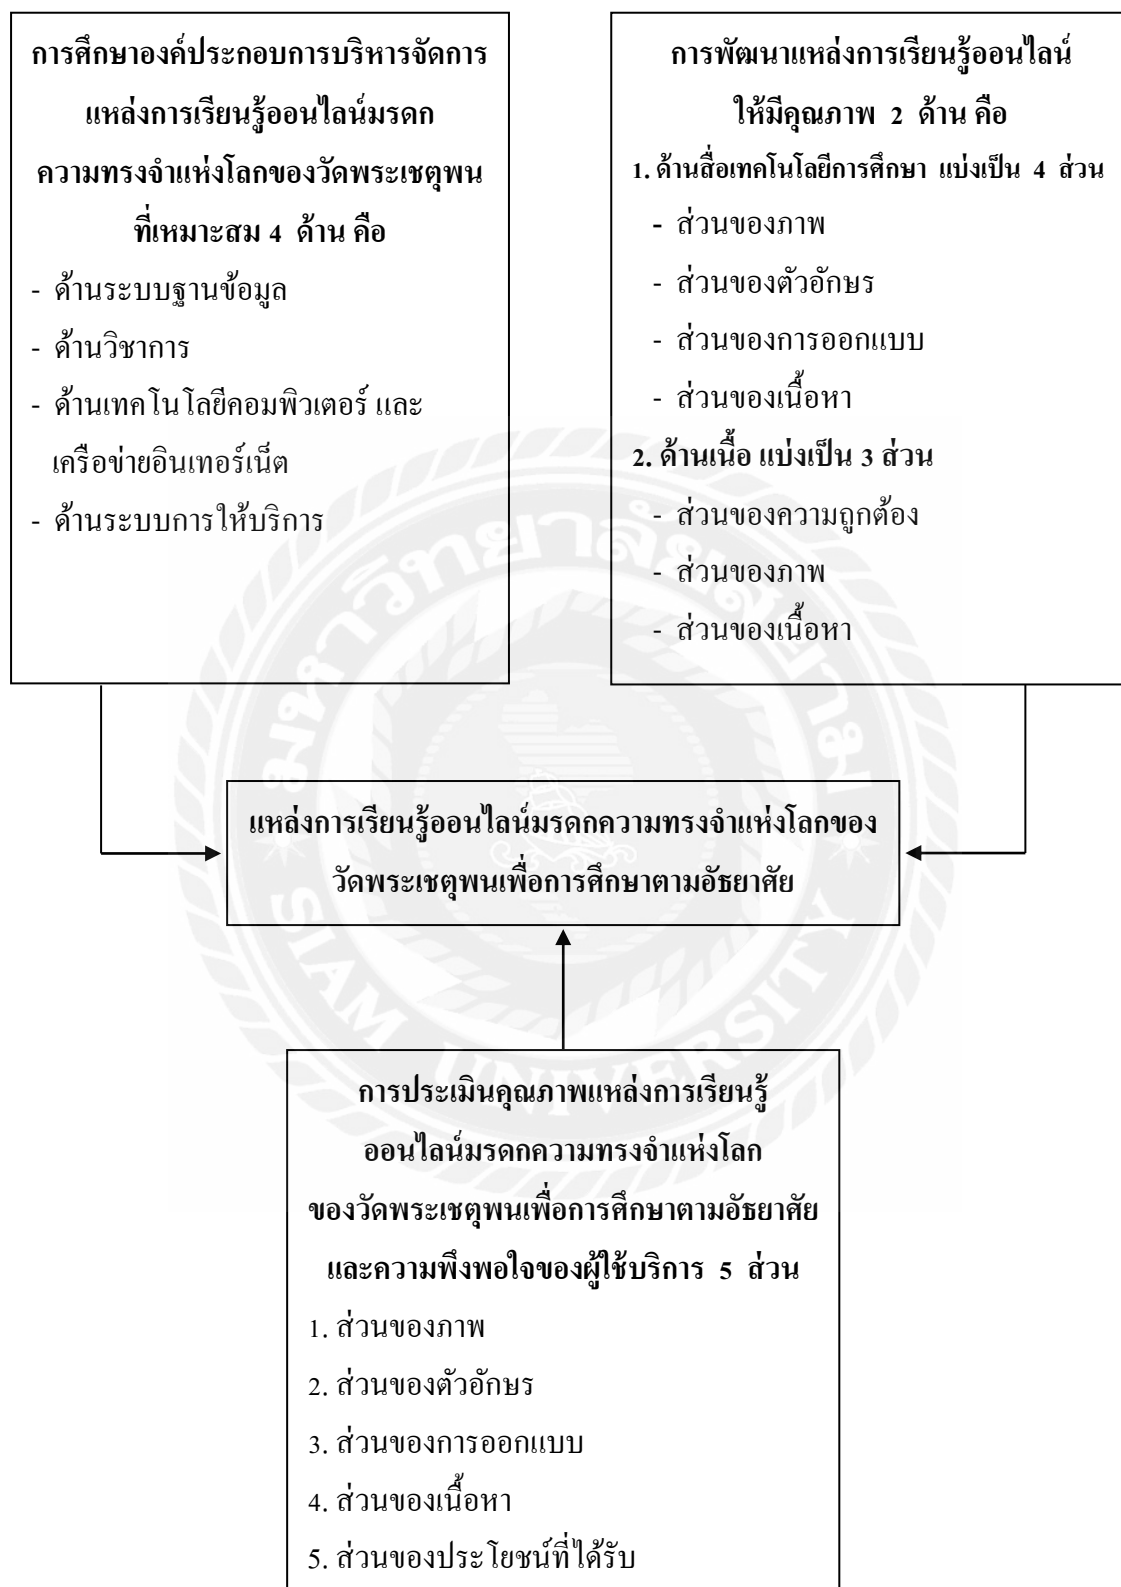 การศึกษาองค์ประกอบการบริหารจัดการ
แหล่งการเรียนรู้ออนไลน์มรดก
ความทรงจำแห่งโลกของวัดพระเชตุพน
ที่เหมาะสม 4 ด้าน คือ
- ด้านระบบฐานข้อมูล
- ด้านวิชาการ
- ด้านเทคโนโลยีคอมพิวเตอร์ และ
เครือข่ายอินเทอร์เน็ต
- ด้านระบบการให้บริการ
การพัฒนาแหล่งการเรียนรู้ออนไลน์
ให้มีคุณภาพ 2 ด้าน คือ
1. ด้านสื่อเทคโนโลยีการศึกษา แบ่งเป็น 4 ส่วน
- ส่วนของภาพ
- ส่วนของตัวอักษร
- ส่วนของการออกแบบ
- ส่วนของเนื้อหา
2. ด้านเนื้อ แบ่งเป็น 3 ส่วน
- ส่วนของความถูกต้อง
- ส่วนของภาพ
- ส่วนของเนื้อหา
แหล่งการเรียนรู้ออนไลน์มรดกความทรงจำแห่งโลกของ
วัดพระเชตุพนเพื่อการศึกษาตามอัธยาศัย
การประเมินคุณภาพแหล่งการเรียนรู้
ออนไลน์มรดกความทรงจำแห่งโลก
ของวัดพระเชตุพนเพื่อการศึกษาตามอัธยาศัย
และความพึงพอใจของผู้ใช้บริการ 5 ส่วน
1. ส่วนของภาพ
2. ส่วนของตัวอักษร
3. ส่วนของการออกแบบ
4. ส่วนของเนื้อหา
5. ส่วนของประโยชน์ที่ได้รับ
มหาวิทยาลัยสยาม
SIAM UNIVERSITY